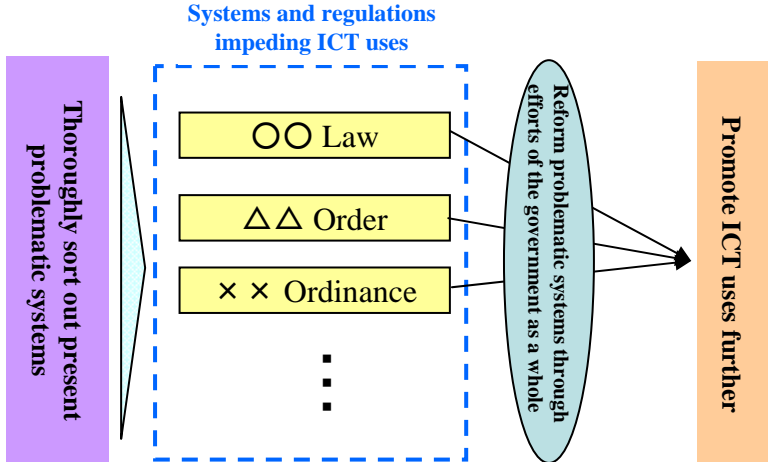 Systems and regulations
impeding ICT uses
Thoroughly sort out present
problematic systems
○○ Law
△△ Order
×× Ordinance
Reform problematic systems through
efforts of the government as a whole
Promote ICT uses further